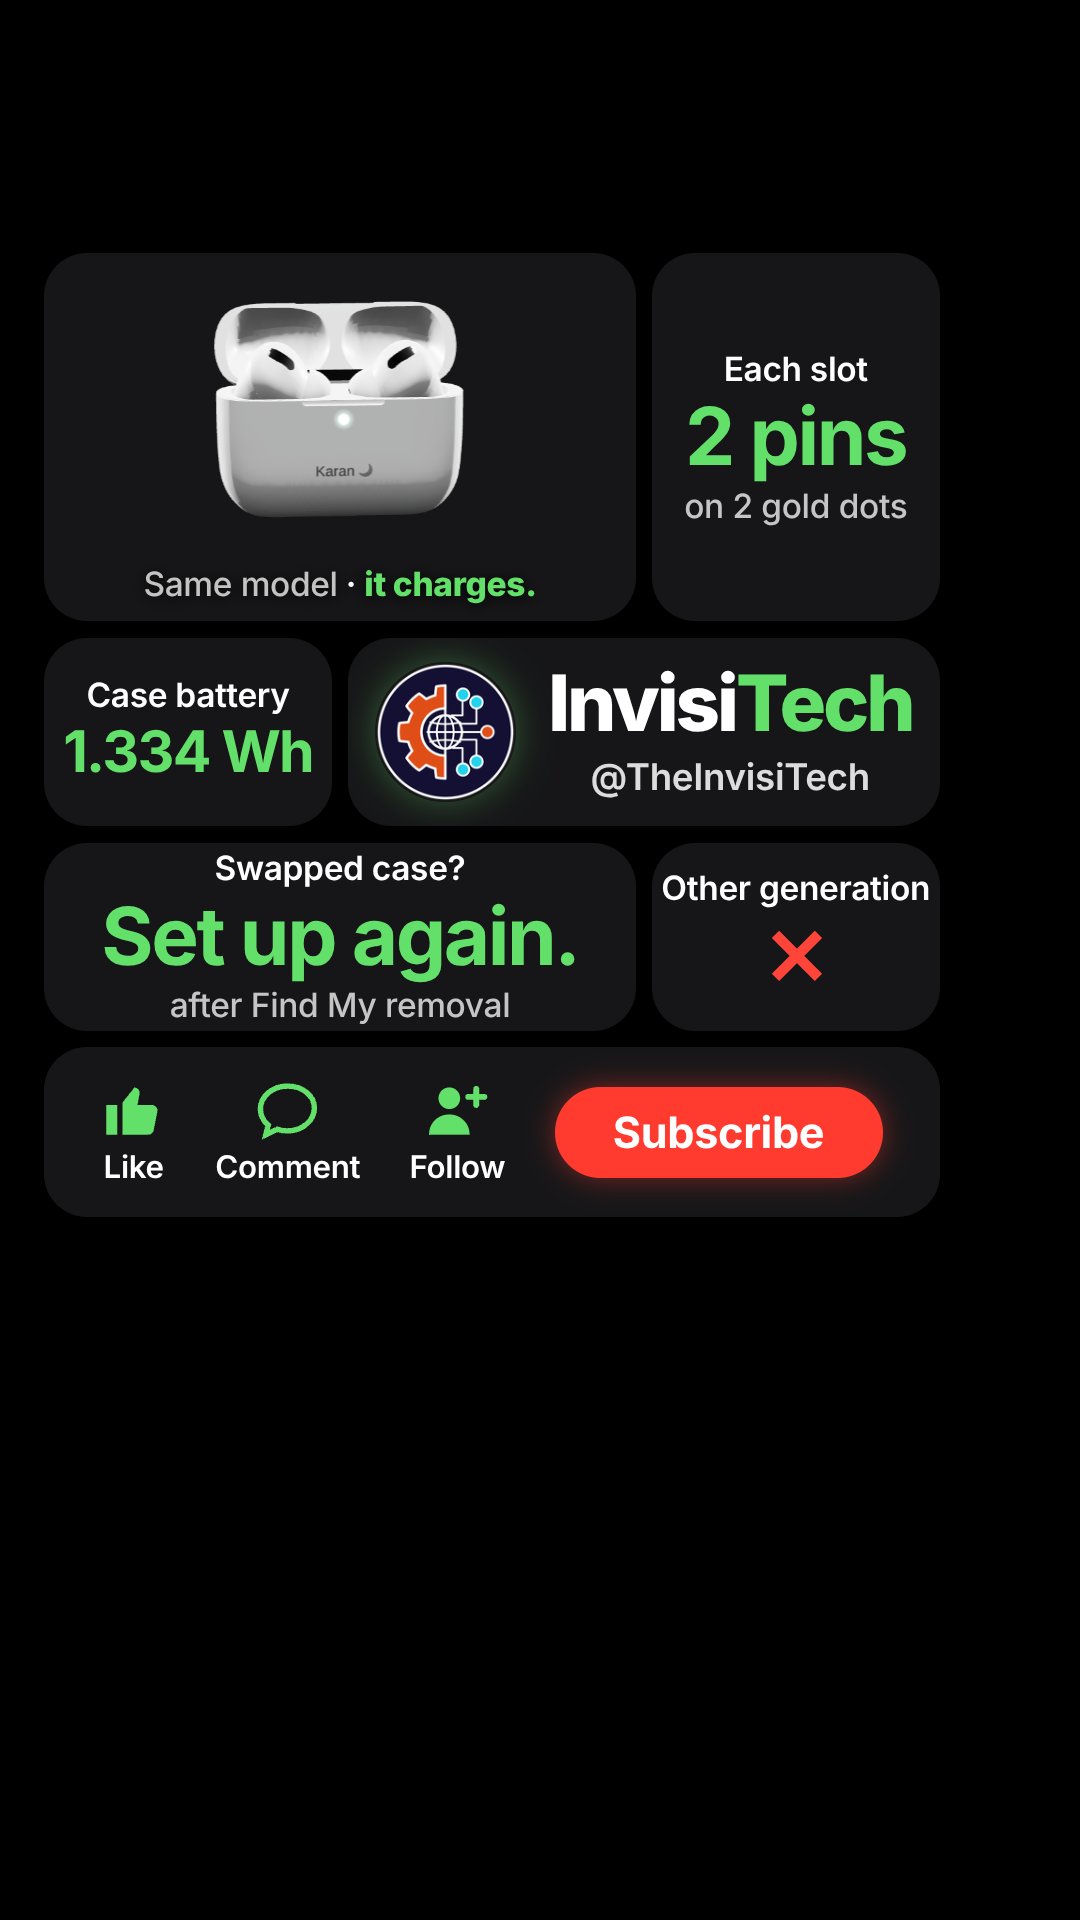 Karan 🌙
Same model · it charges.
Each slot
2 pins
on 2 gold dots
Case battery
1.334 Wh
InvisiTech
@TheInvisiTech
Swapped case?
Set up again.
after Find My removal
Other generation
✕
Like
Comment
Follow
Subscribe